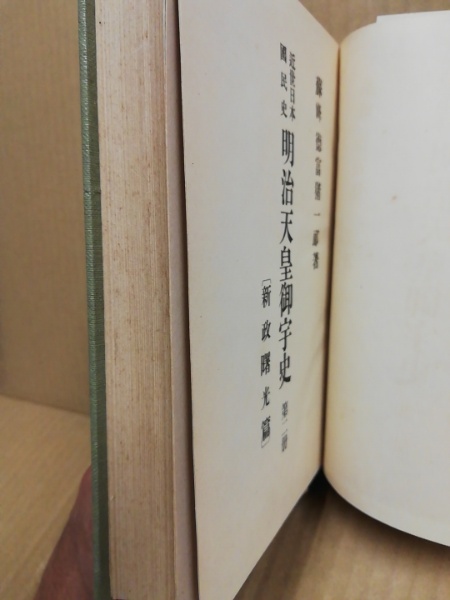 蘇峰 德富猪一郎著
近世日本國民史 明治天皇御宇史 第二冊
〔新政曙光篇〕